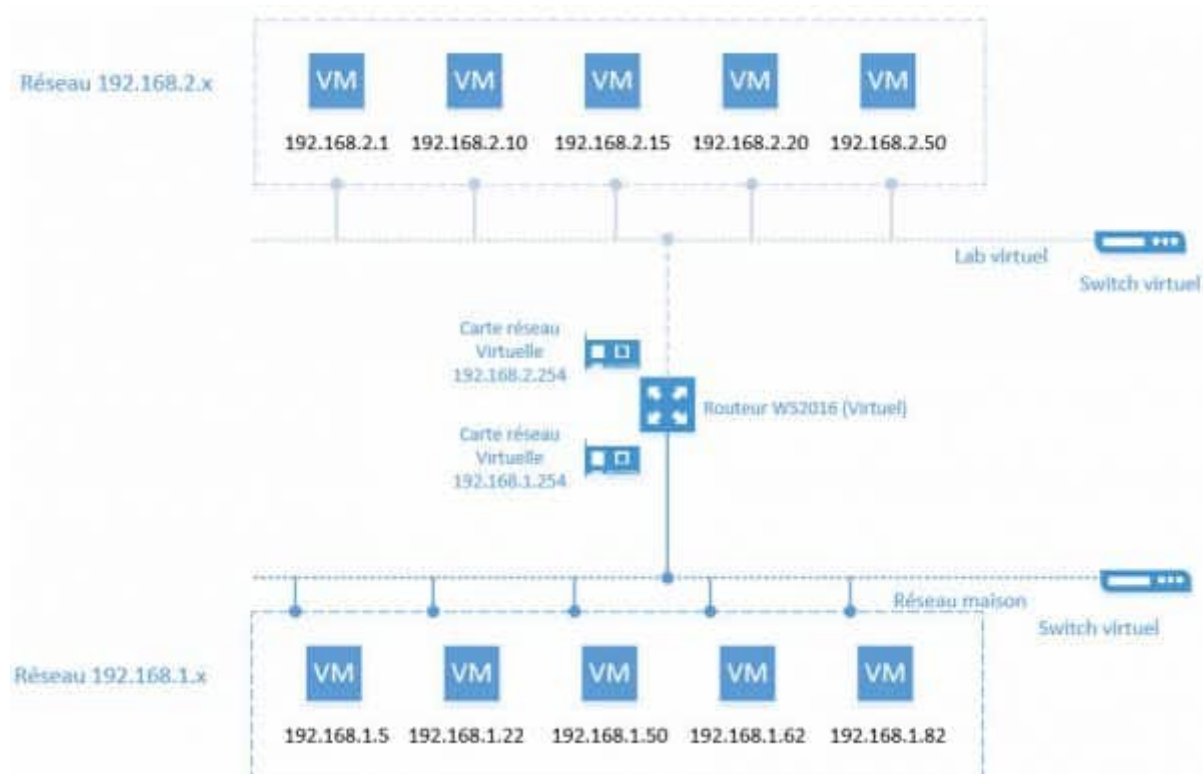 VM VM VM VM VM
Réseau 192.168.2.x
192.168.2.1 192.168.2.10 192.168.2.15 192.168.2.20 192.168.2.50
Lab virtuel
Switch virtuel
Carte réseau
Virtuelle
192.168.2.254
Routeur WS2016 (Virtuel)
Carte réseau
Virtuelle
192.168.1.254
Réseau maison
Switch virtuel
VM VM VM VM VM
Réseau 192.168.1.x
192.168.1.5 192.168.1.22 192.168.1.50 192.168.1.62 192.168.1.82